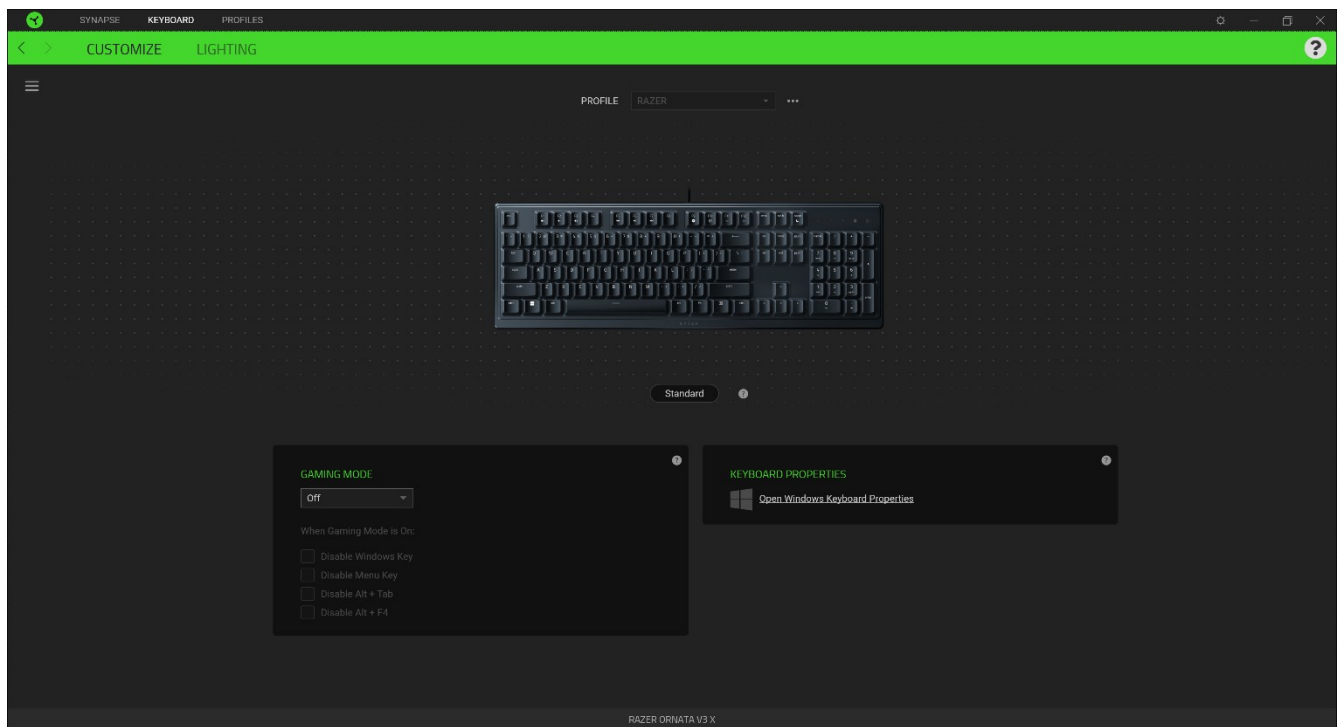 SYNAPSE KEYBOARD PROFILES
CUSTOMIZE LIGHTING
?
PROFILE RAZER
Standard ?
GAMING MODE ?
Off
When Gaming Mode is On:
Disable Windows Key
Disable Menu Key
Disable Alt + Tab
Disable Alt + F4
KEYBOARD PROPERTIES ?
Open Windows Keyboard Properties
RAZER ORNATA V3 X